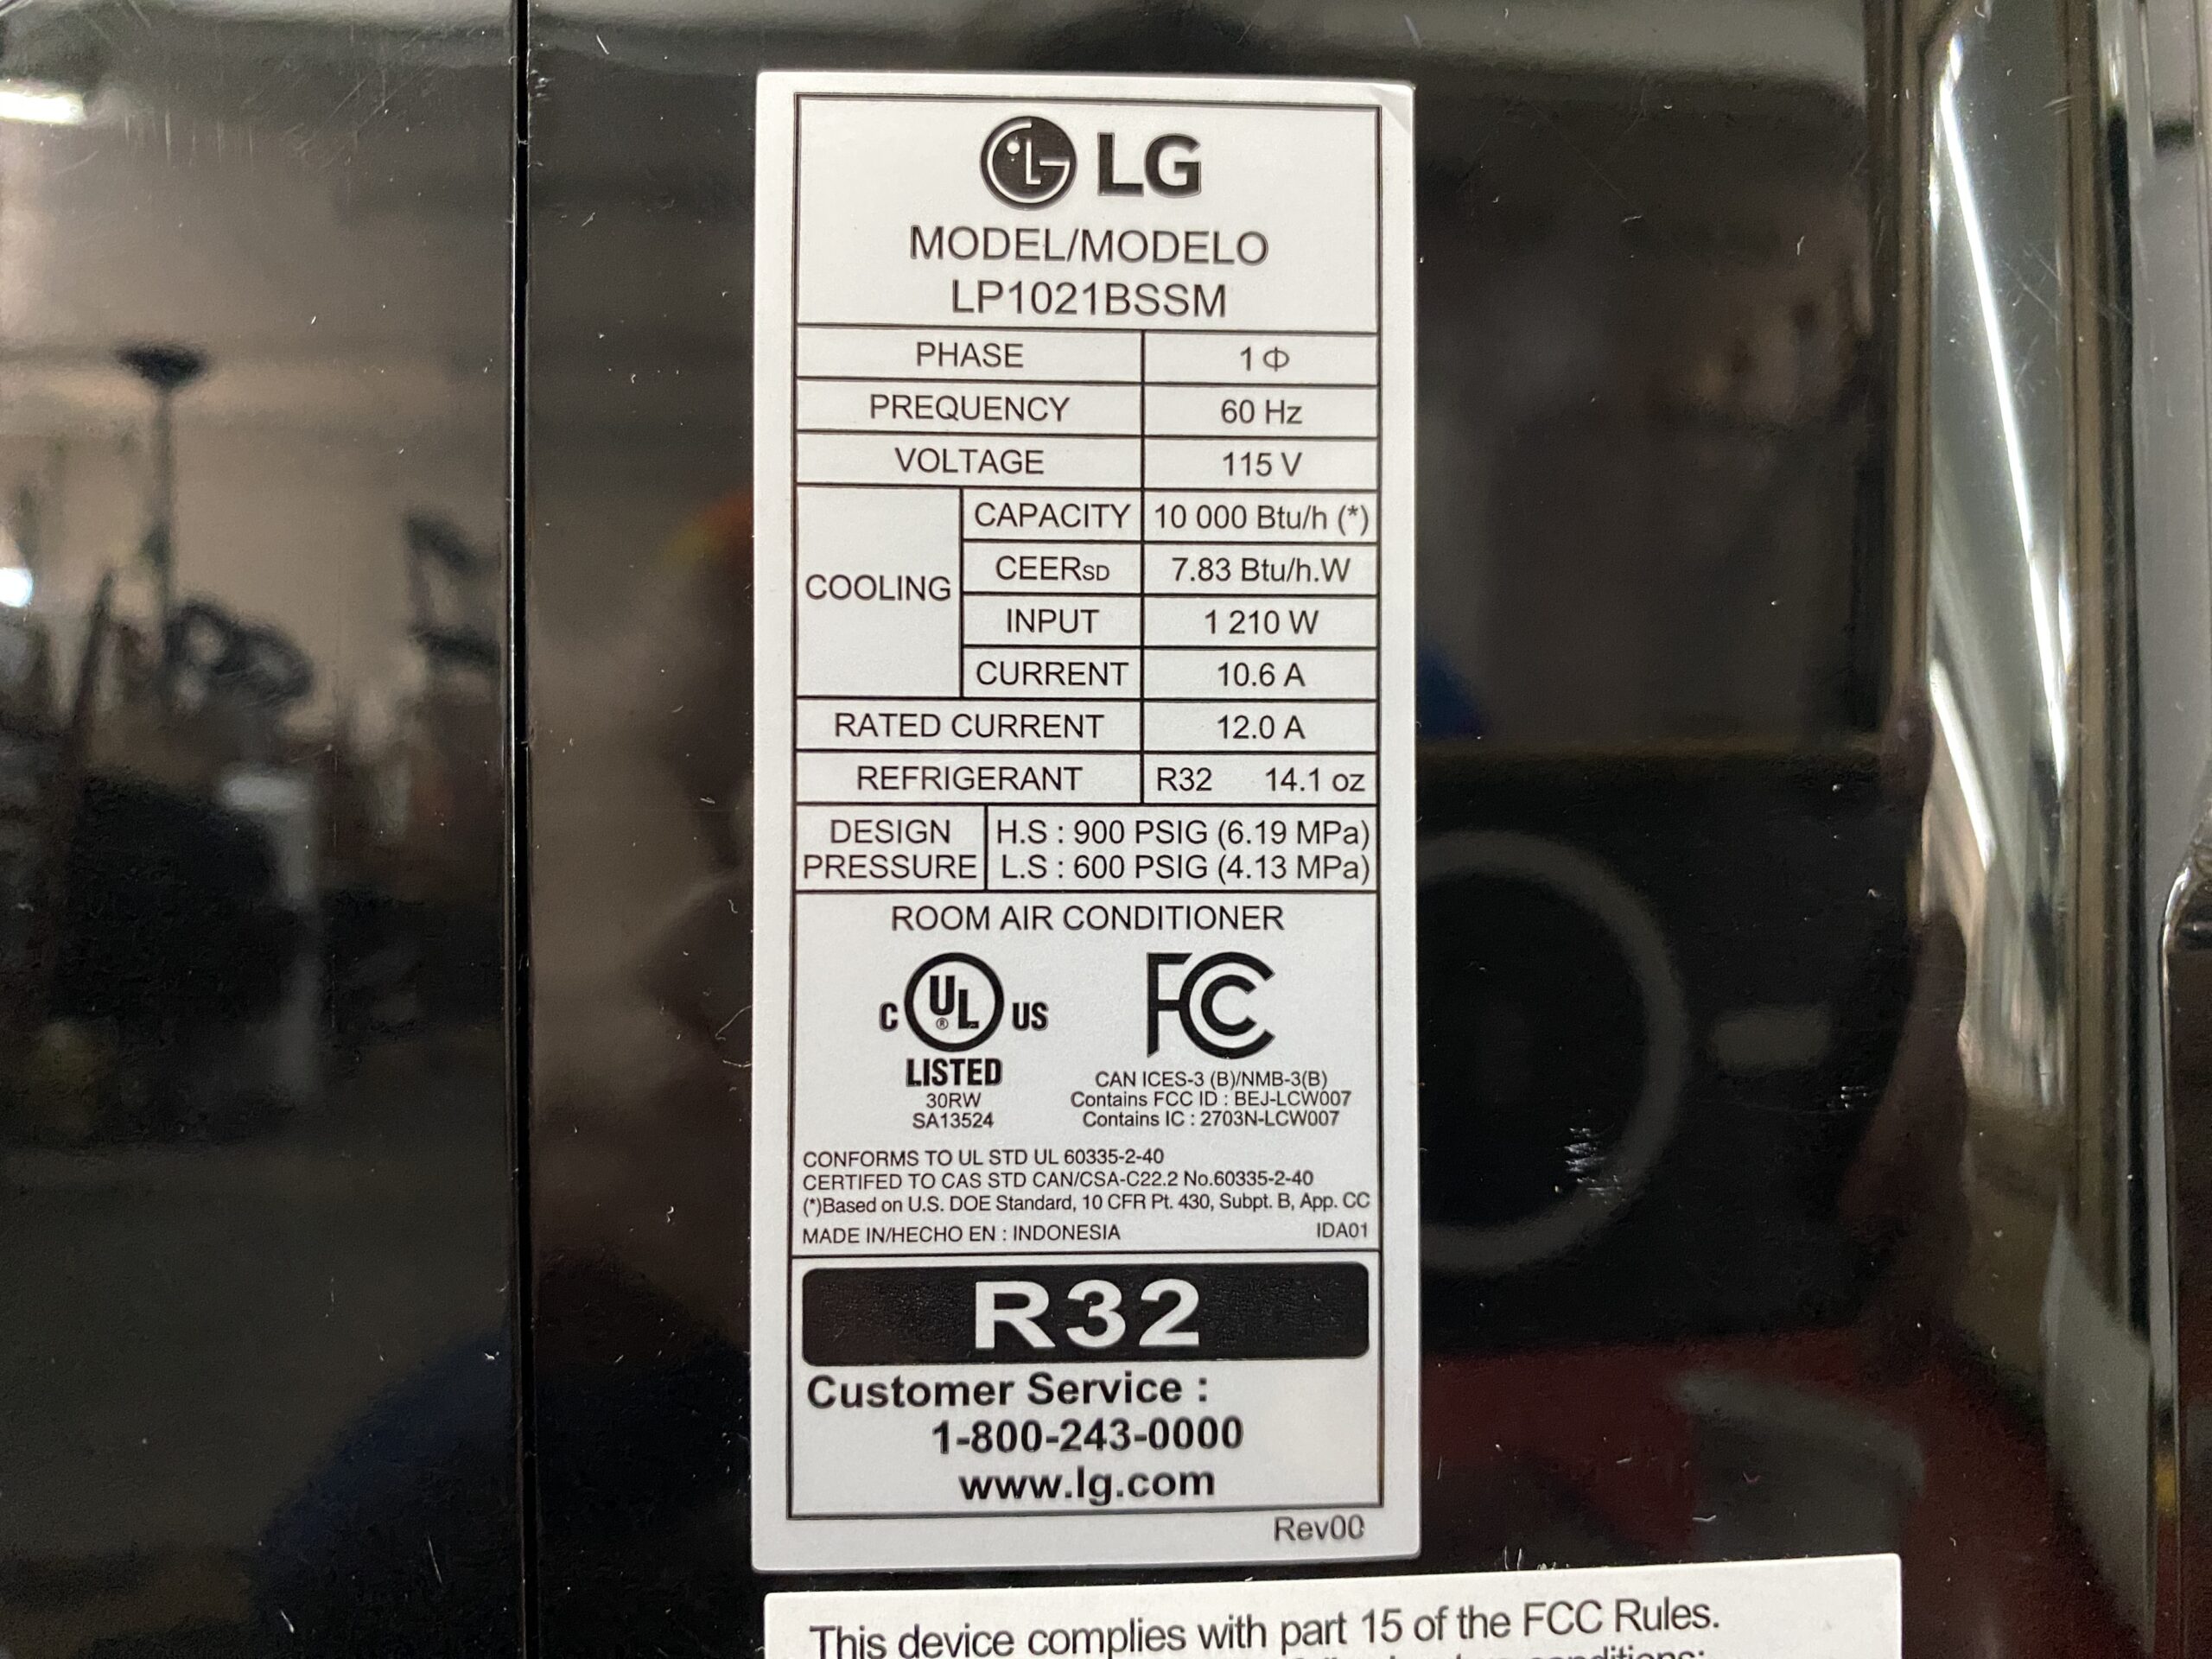 LG
MODEL/MODELO
LP1021BSSM
PHASE 1Φ
PREQUENCY 60 Hz
VOLTAGE 115 V
COOLING
CAPACITY 10 000 Btu/h (*)
CEERSD 7.83 Btu/h.W
INPUT 1 210 W
CURRENT 10.6 A
RATED CURRENT 12.0 A
REFRIGERANT R32 14.1 oz
DESIGN PRESSURE
H.S : 900 PSIG (6.19 MPa)
L.S : 600 PSIG (4.13 MPa)
ROOM AIR CONDITIONER
C UL ® US
LISTED
30RW
SA13524
FC
CAN ICES-3 (B)/NMB-3(B)
Contains FCC ID : BEJ-LCW007
Contains IC : 2703N-LCW007
CONFORMS TO UL STD UL 60335-2-40
CERTIFED TO CAS STD CAN/CSA-C22.2 No.60335-2-40
(*)Based on U.S. DOE Standard, 10 CFR Pt. 430, Subpt. B, App. CC
MADE IN/HECHO EN : INDONESIA IDA01
R32
Customer Service :
1-800-243-0000
www.lg.com
Rev00
This device complies with part 15 of the FCC Rules.